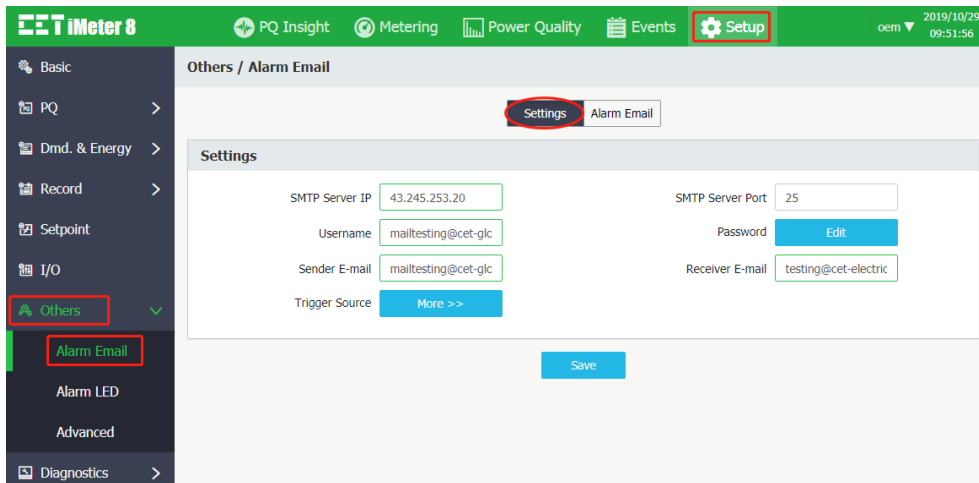 CET iMeter 8
PQ Insight
Metering
Power Quality
Events
Setup
oem ▼
2019/10/29
09:51:56
Basic
PQ
Dmd. & Energy
Record
Setpoint
I/O
Others
Alarm Email
Alarm LED
Advanced
Diagnostics
Others / Alarm Email
Settings
Alarm Email
Settings
SMTP Server IP 43.245.253.20
SMTP Server Port 25
Username mailtesting@cet-glc
Password Edit
Sender E-mail mailtesting@cet-glc
Receiver E-mail testing@cet-electric
Trigger Source More >>
Save